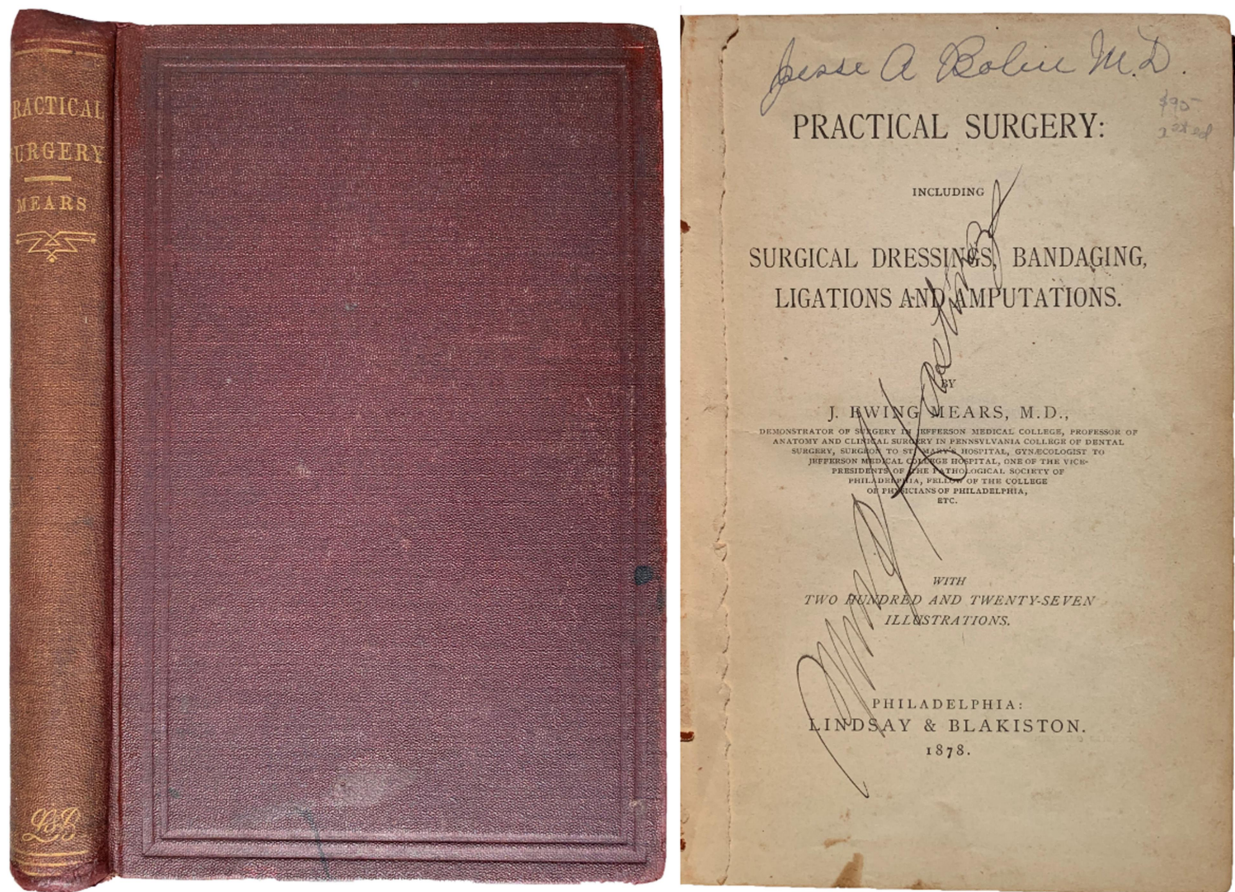 RACTICAL
URGERY
MEARS
L&B
Jesse A M.D.
$95-
1st ed
PRACTICAL SURGERY:
INCLUDING
SURGICAL DRESSINGS, BANDAGING,
LIGATIONS AND AMPUTATIONS.
BY
J. EWING MEARS, M.D.,
DEMONSTRATOR OF SURGERY IN JEFFERSON MEDICAL COLLEGE, PROFESSOR OF
ANATOMY AND CLINICAL SURGERY IN PENNSYLVANIA COLLEGE OF DENTAL
SURGERY, SURGEON TO ST. MARY'S HOSPITAL, GYNÆCOLOGIST TO
JEFFERSON MEDICAL COLLEGE HOSPITAL, ONE OF THE VICE-
PRESIDENTS OF THE PATHOLOGICAL SOCIETY OF
PHILADELPHIA, FELLOW OF THE COLLEGE
OF PHYSICIANS OF PHILADELPHIA,
ETC.
WITH
TWO HUNDRED AND TWENTY-SEVEN
ILLUSTRATIONS.
PHILADELPHIA:
LINDSAY & BLAKISTON.
1878.